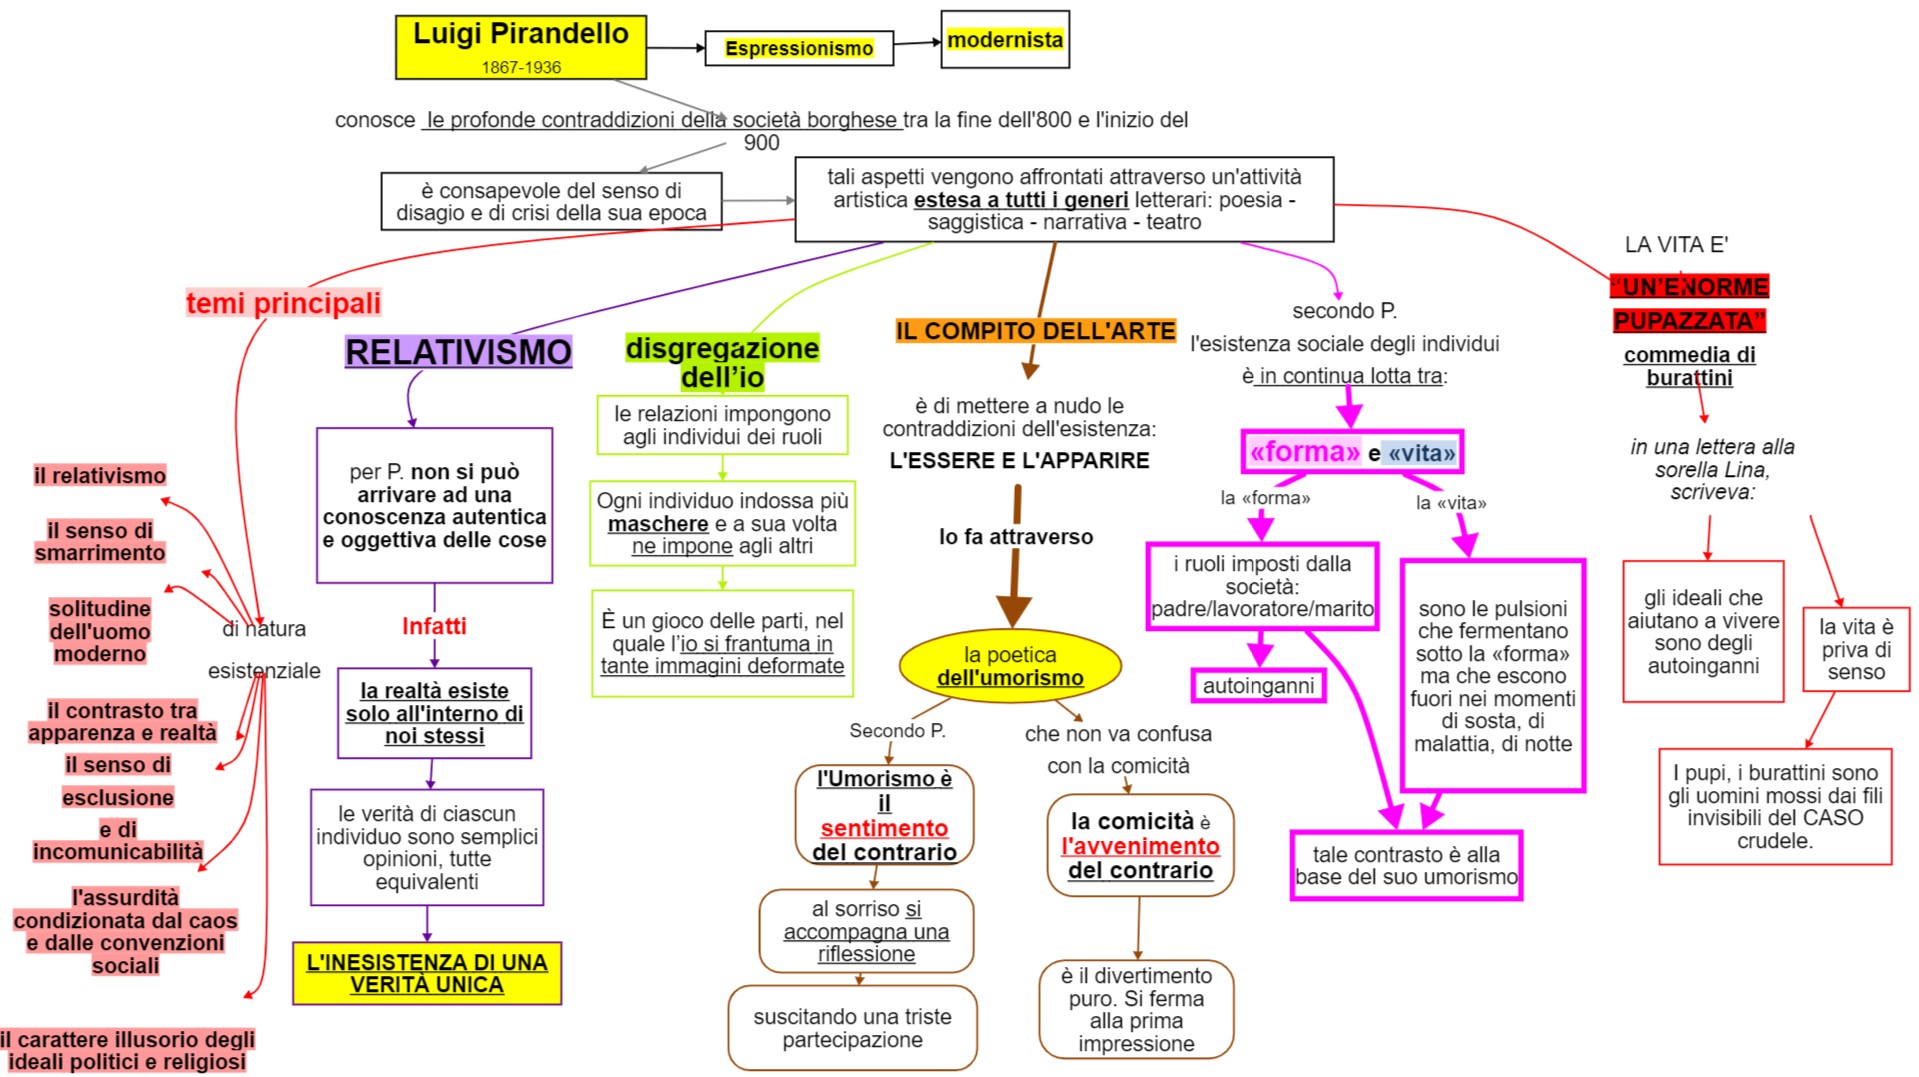 Luigi Pirandello
1867-1936
Espressionismo
modernista
conosce le profonde contraddizioni della società borghese tra la fine dell'800 e l'inizio del
900
è consapevole del senso di
disagio e di crisi della sua epoca
tali aspetti vengono affrontati attraverso un'attività
artistica estesa a tutti i generi letterari: poesia -
saggistica - narrativa - teatro
temi principali
di natura
esistenziale
il relativismo
il senso di
smarrimento
solitudine
dell'uomo
moderno
il contrasto tra
apparenza e realtà
il senso di
esclusione
e di
incomunicabilità
l'assurdità
condizionata dal caos
e dalle convenzioni
sociali
il carattere illusorio degli
ideali politici e religiosi
RELATIVISMO
per P. non si può
arrivare ad una
conoscenza autentica
e oggettiva delle cose
Infatti
la realtà esiste
solo all'interno di
noi stessi
le verità di ciascun
individuo sono semplici
opinioni, tutte
equivalenti
L'INESISTENZA DI UNA
VERITÀ UNICA
disgregazione
dell’io
le relazioni impongono
agli individui dei ruoli
Ogni individuo indossa più
maschere e a sua volta
ne impone agli altri
È un gioco delle parti, nel
quale l’io si frantuma in
tante immagini deformate
IL COMPITO DELL'ARTE
è di mettere a nudo le
contraddizioni dell'esistenza:
L'ESSERE E L'APPARIRE
lo fa attraverso
la poetica
dell'umorismo
Secondo P.
l'Umorismo è
il
sentimento
del contrario
al sorriso si
accompagna una
riflessione
suscitando una triste
partecipazione
che non va confusa
con la comicità
la comicità è
l'avvenimento
del contrario
è il divertimento
puro. Si ferma
alla prima
impressione
secondo P.
l'esistenza sociale degli individui
è in continua lotta tra:
«forma» e «vita»
la «forma»
i ruoli imposti dalla
società:
padre/lavoratore/marito
autoinganni
la «vita»
sono le pulsioni
che fermentano
sotto la «forma»
ma che escono
fuori nei momenti
di sosta, di
malattia, di notte
tale contrasto è alla
base del suo umorismo
LA VITA E'
“UN’ENORME
PUPAZZATA”
commedia di
burattini
in una lettera alla
sorella Lina,
scriveva:
gli ideali che
aiutano a vivere
sono degli
autoinganni
la vita è
priva di
senso
I pupi, i burattini sono
gli uomini mossi dai fili
invisibili del CASO
crudele.